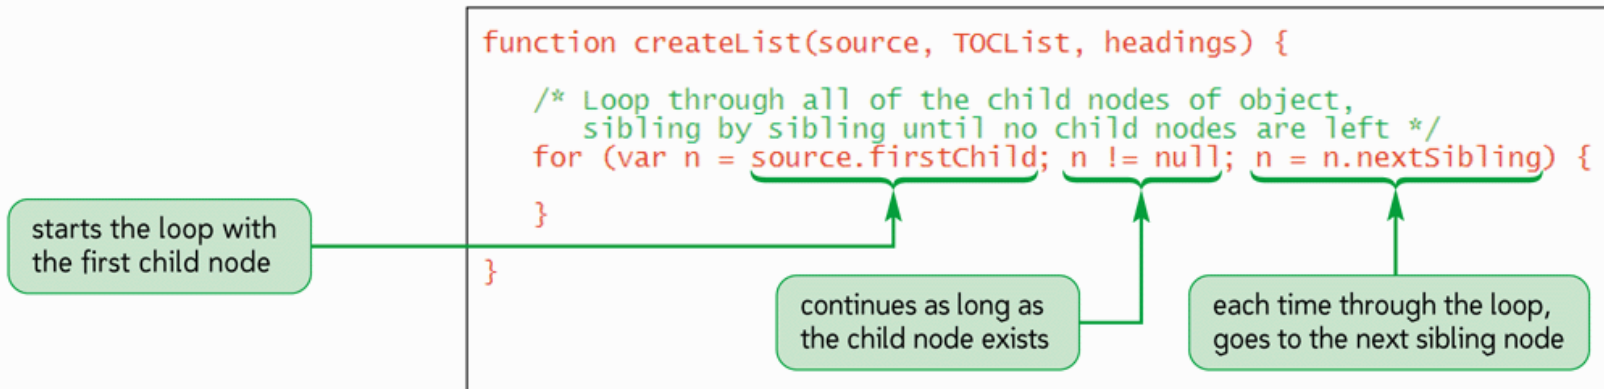 function createList(source, TOCList, headings) {
/* Loop through all of the child nodes of object,
sibling by sibling until no child nodes are left */
for (var n = source.firstChild; n != null; n = n.nextSibling) {
}
}
starts the loop with
the first child node
continues as long as
the child node exists
each time through the loop,
goes to the next sibling node